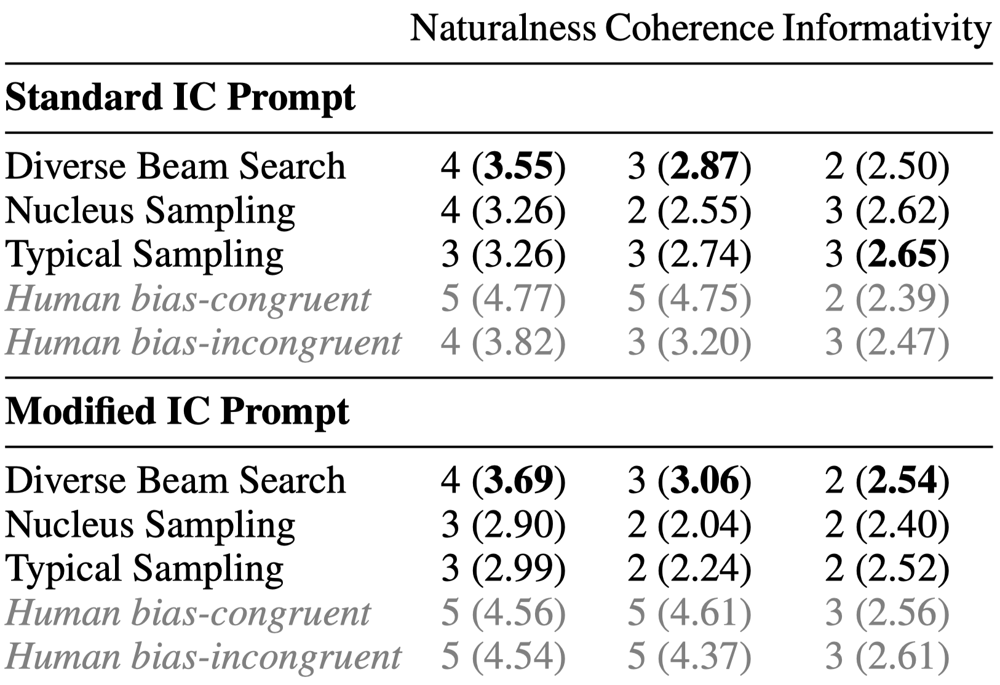 Naturalness Coherence Informativity
Standard IC Prompt
Diverse Beam Search 4 (3.55) 3 (2.87) 2 (2.50)
Nucleus Sampling 4 (3.26) 2 (2.55) 3 (2.62)
Typical Sampling 3 (3.26) 3 (2.74) 3 (2.65)
Human bias-congruent 5 (4.77) 5 (4.75) 2 (2.39)
Human bias-incongruent 4 (3.82) 3 (3.20) 3 (2.47)
Modified IC Prompt
Diverse Beam Search 4 (3.69) 3 (3.06) 2 (2.54)
Nucleus Sampling 3 (2.90) 2 (2.04) 2 (2.40)
Typical Sampling 3 (2.99) 2 (2.24) 2 (2.52)
Human bias-congruent 5 (4.56) 5 (4.61) 3 (2.56)
Human bias-incongruent 5 (4.54) 5 (4.37) 3 (2.61)